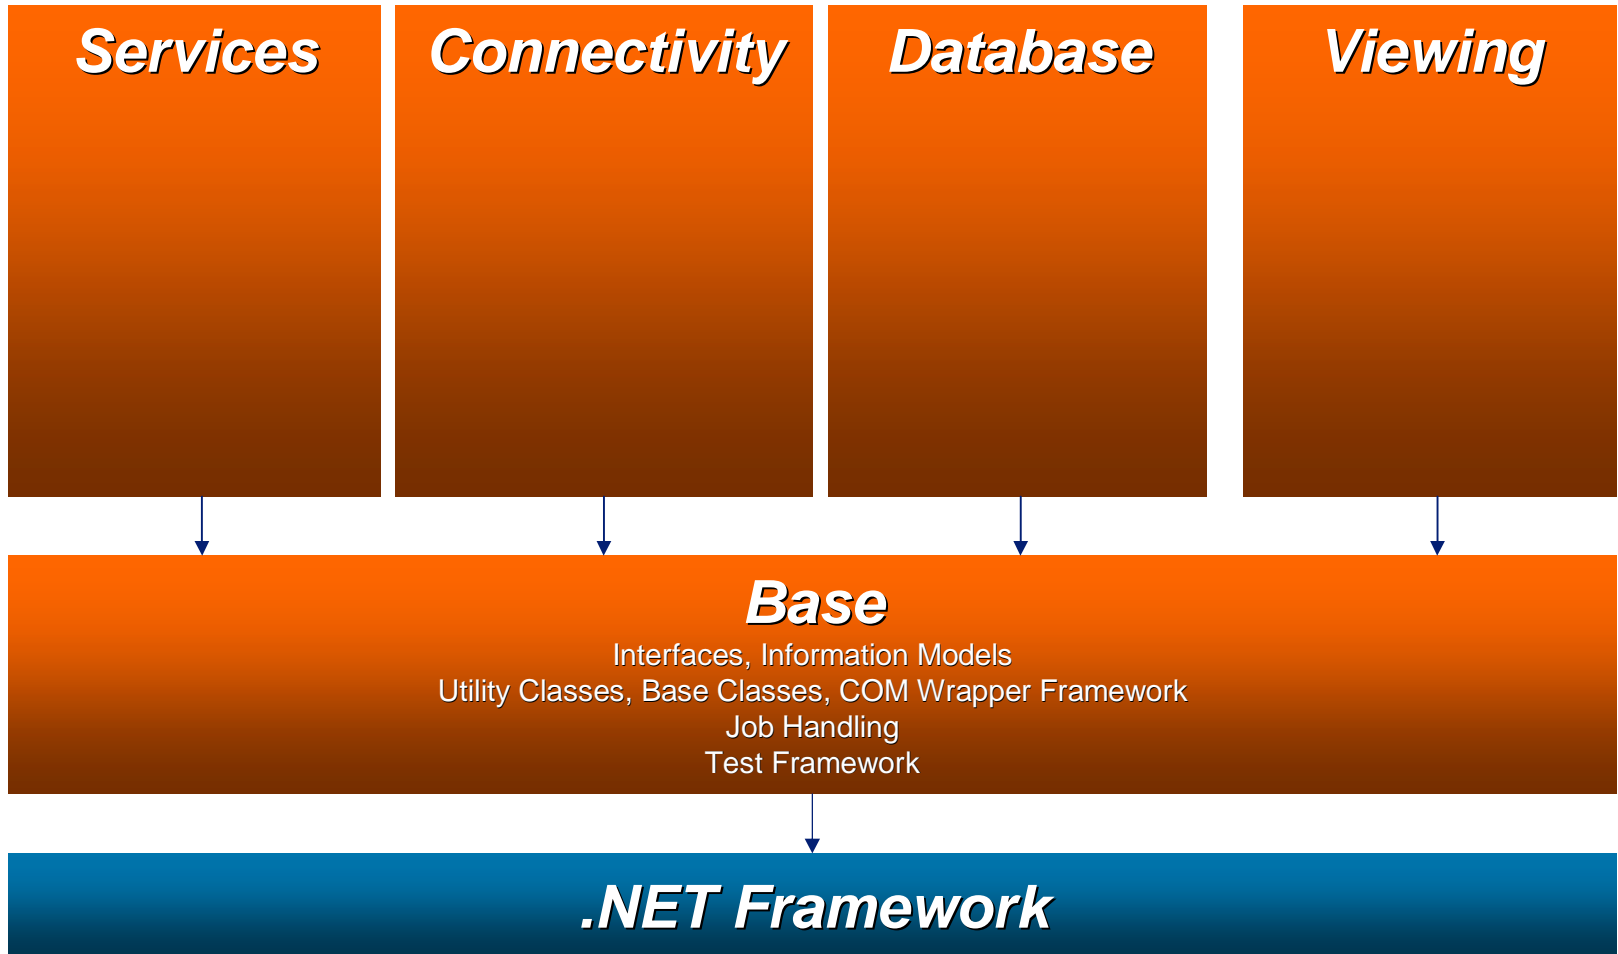 Services
Connectivity
Database
Viewing
Base
Interfaces, Information Models
Utility Classes, Base Classes, COM Wrapper Framework
Job Handling
Test Framework
.NET Framework